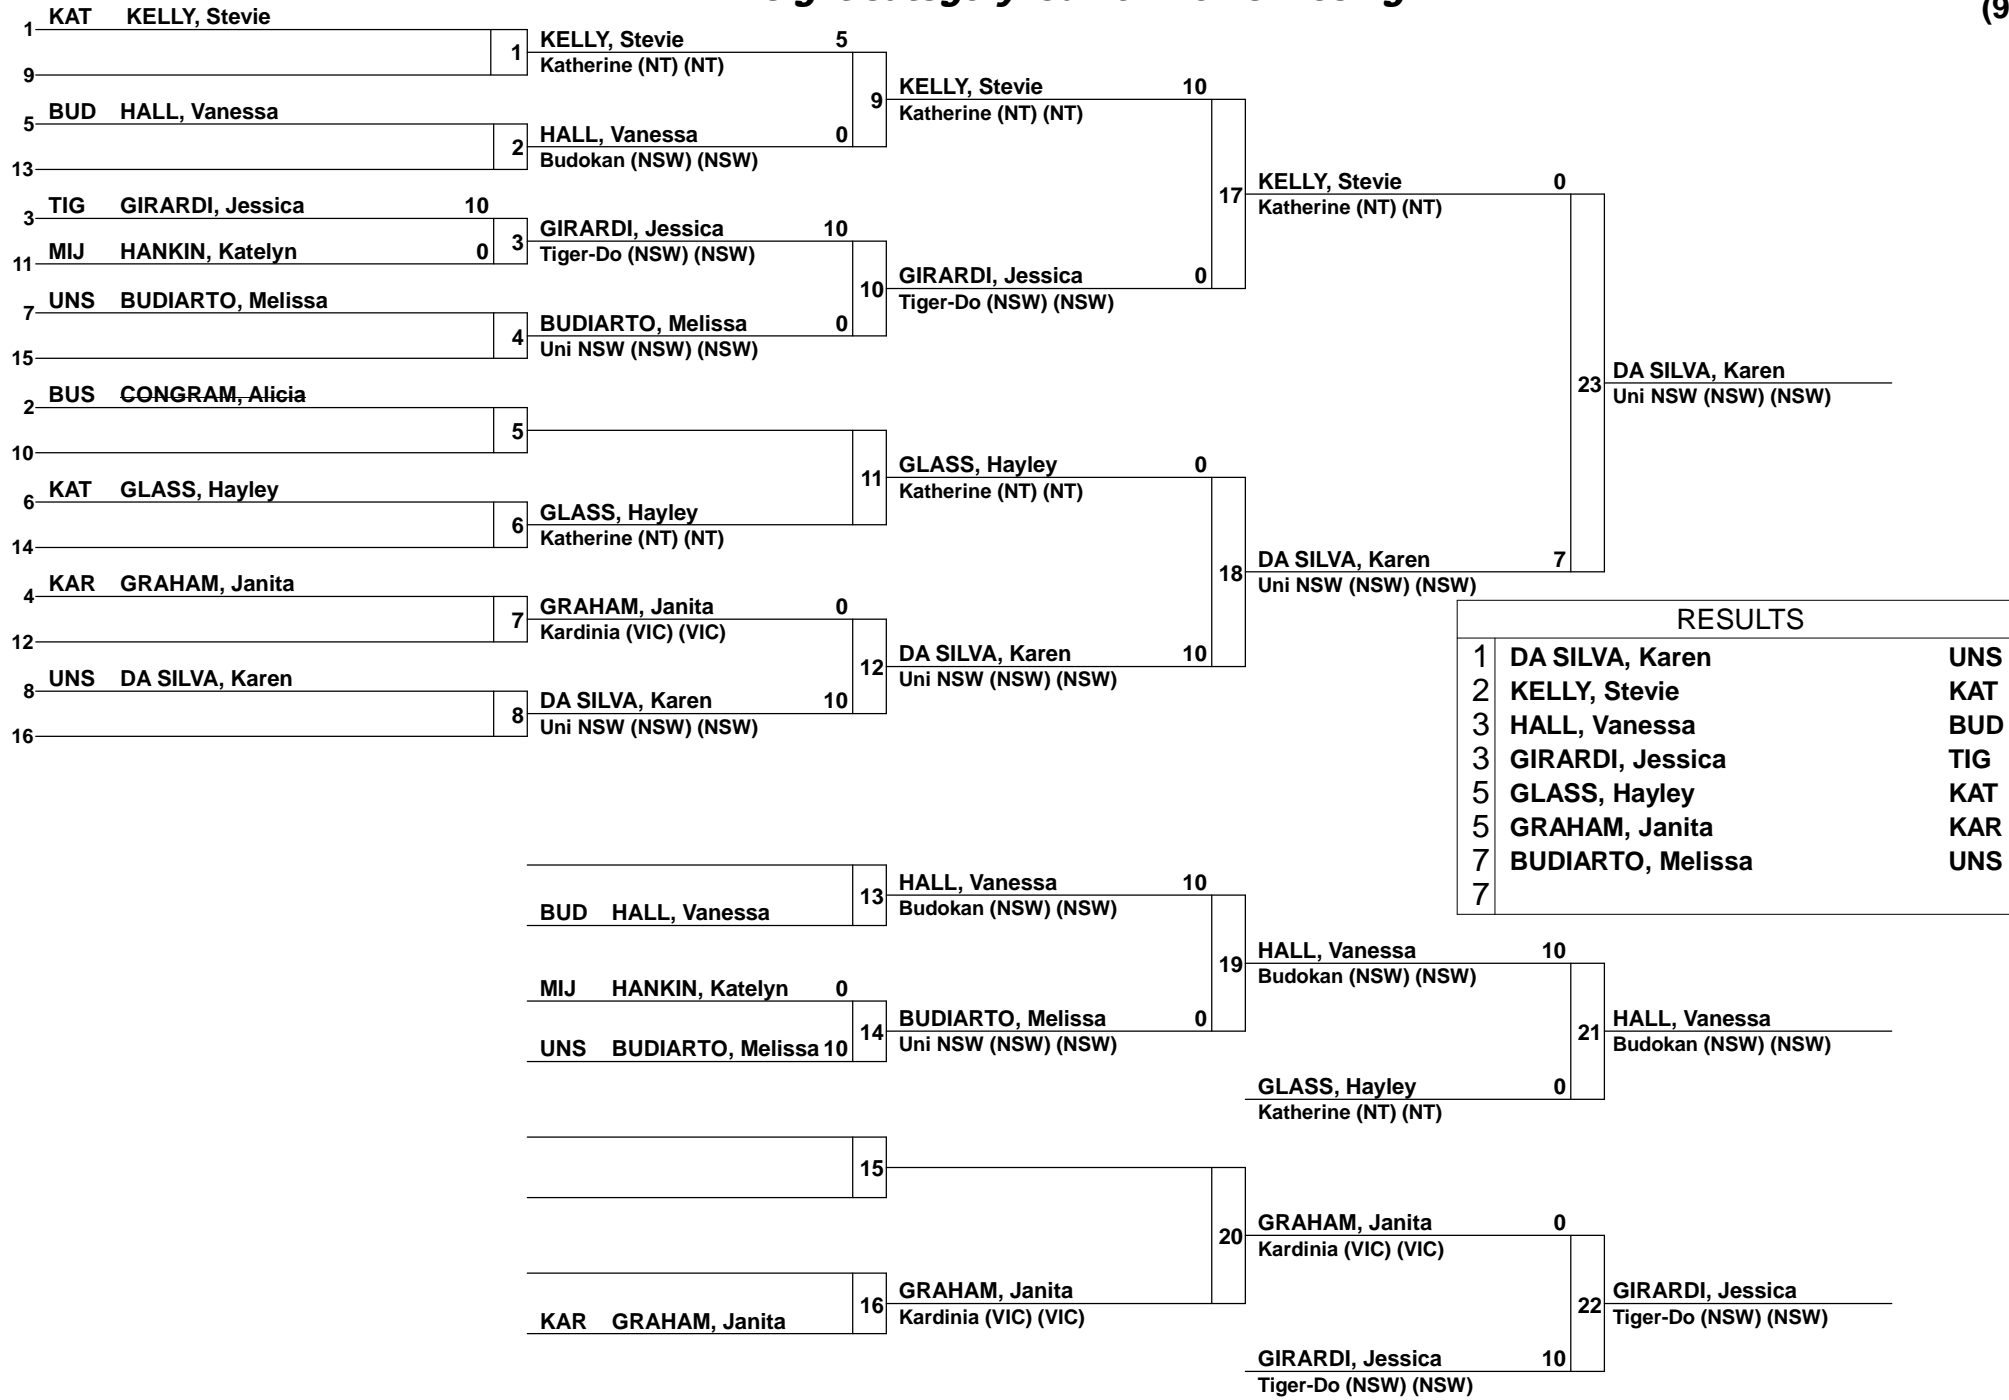 (9
1 KAT KELLY, Stevie
9
5 BUD HALL, Vanessa
13
3 TIG GIRARDI, Jessica 10
11 MIJ HANKIN, Katelyn 0
7 UNS BUDIARTO, Melissa
15
2 BUS CONGRAM, Alicia
10
6 KAT GLASS, Hayley
14
4 KAR GRAHAM, Janita
12
8 UNS DA SILVA, Karen
16
1 KELLY, Stevie 5
Katherine (NT) (NT)
2 HALL, Vanessa 0
Budokan (NSW) (NSW)
3 GIRARDI, Jessica 10
Tiger-Do (NSW) (NSW)
4 BUDIARTO, Melissa 0
Uni NSW (NSW) (NSW)
5
6 GLASS, Hayley
Katherine (NT) (NT)
7 GRAHAM, Janita 0
Kardinia (VIC) (VIC)
8 DA SILVA, Karen 10
Uni NSW (NSW) (NSW)
9 KELLY, Stevie 10
Katherine (NT) (NT)
10 GIRARDI, Jessica 0
Tiger-Do (NSW) (NSW)
11 GLASS, Hayley 0
Katherine (NT) (NT)
12 DA SILVA, Karen 10
Uni NSW (NSW) (NSW)
17 KELLY, Stevie 0
Katherine (NT) (NT)
18 DA SILVA, Karen 7
Uni NSW (NSW) (NSW)
23 DA SILVA, Karen
Uni NSW (NSW) (NSW)
RESULTS
1 DA SILVA, Karen UNS
2 KELLY, Stevie KAT
3 HALL, Vanessa BUD
3 GIRARDI, Jessica TIG
5 GLASS, Hayley KAT
5 GRAHAM, Janita KAR
7 BUDIARTO, Melissa UNS
7
BUD HALL, Vanessa
MIJ HANKIN, Katelyn 0
UNS BUDIARTO, Melissa 10
KAR GRAHAM, Janita
13 HALL, Vanessa 10
Budokan (NSW) (NSW)
14 BUDIARTO, Melissa 0
Uni NSW (NSW) (NSW)
15
16 GRAHAM, Janita
Kardinia (VIC) (VIC)
19 HALL, Vanessa 10
Budokan (NSW) (NSW)
GLASS, Hayley 0
Katherine (NT) (NT)
20 GRAHAM, Janita 0
Kardinia (VIC) (VIC)
GIRARDI, Jessica 10
Tiger-Do (NSW) (NSW)
21 HALL, Vanessa
Budokan (NSW) (NSW)
22 GIRARDI, Jessica
Tiger-Do (NSW) (NSW)